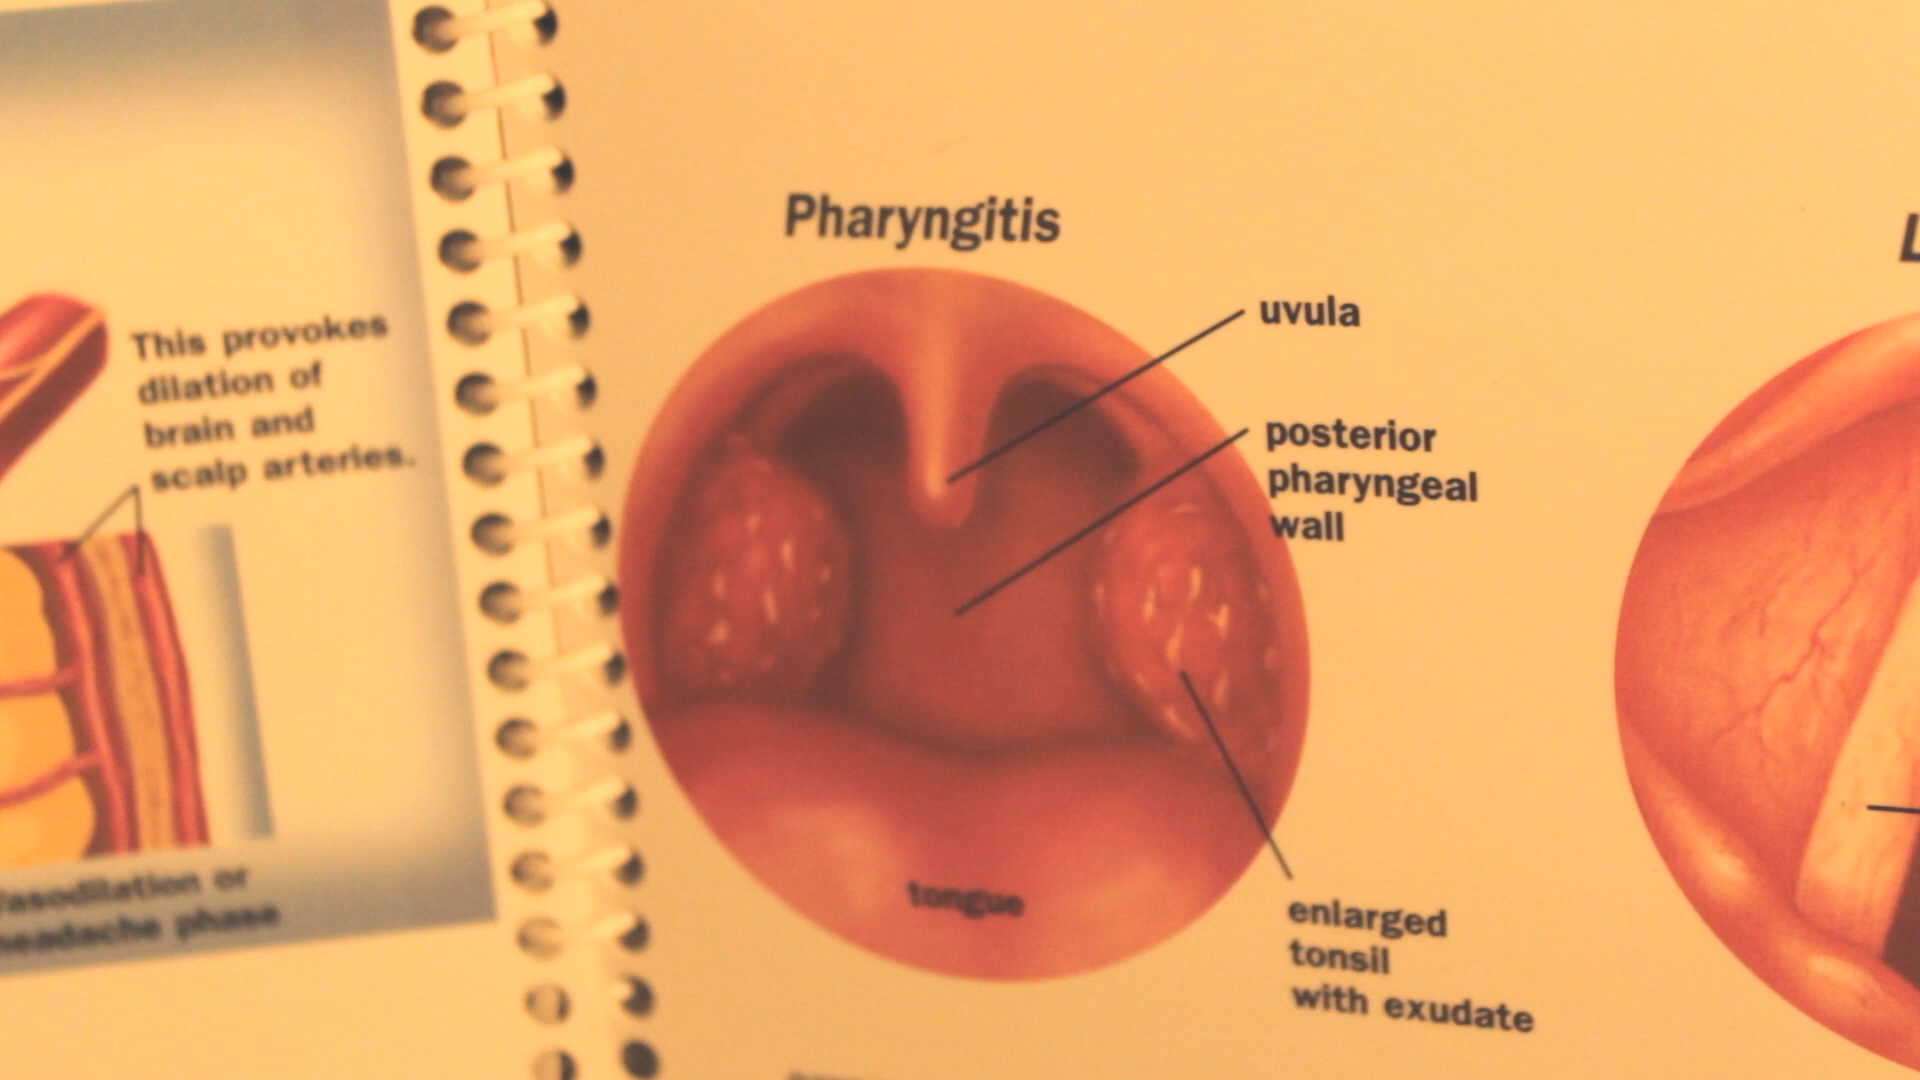 This provokes
dilation of
brain and
scalp arteries.
Vasodilation or
headache phase
Pharyngitis
uvula
posterior
pharyngeal
wall
tongue
enlarged
tonsil
with exudate
L